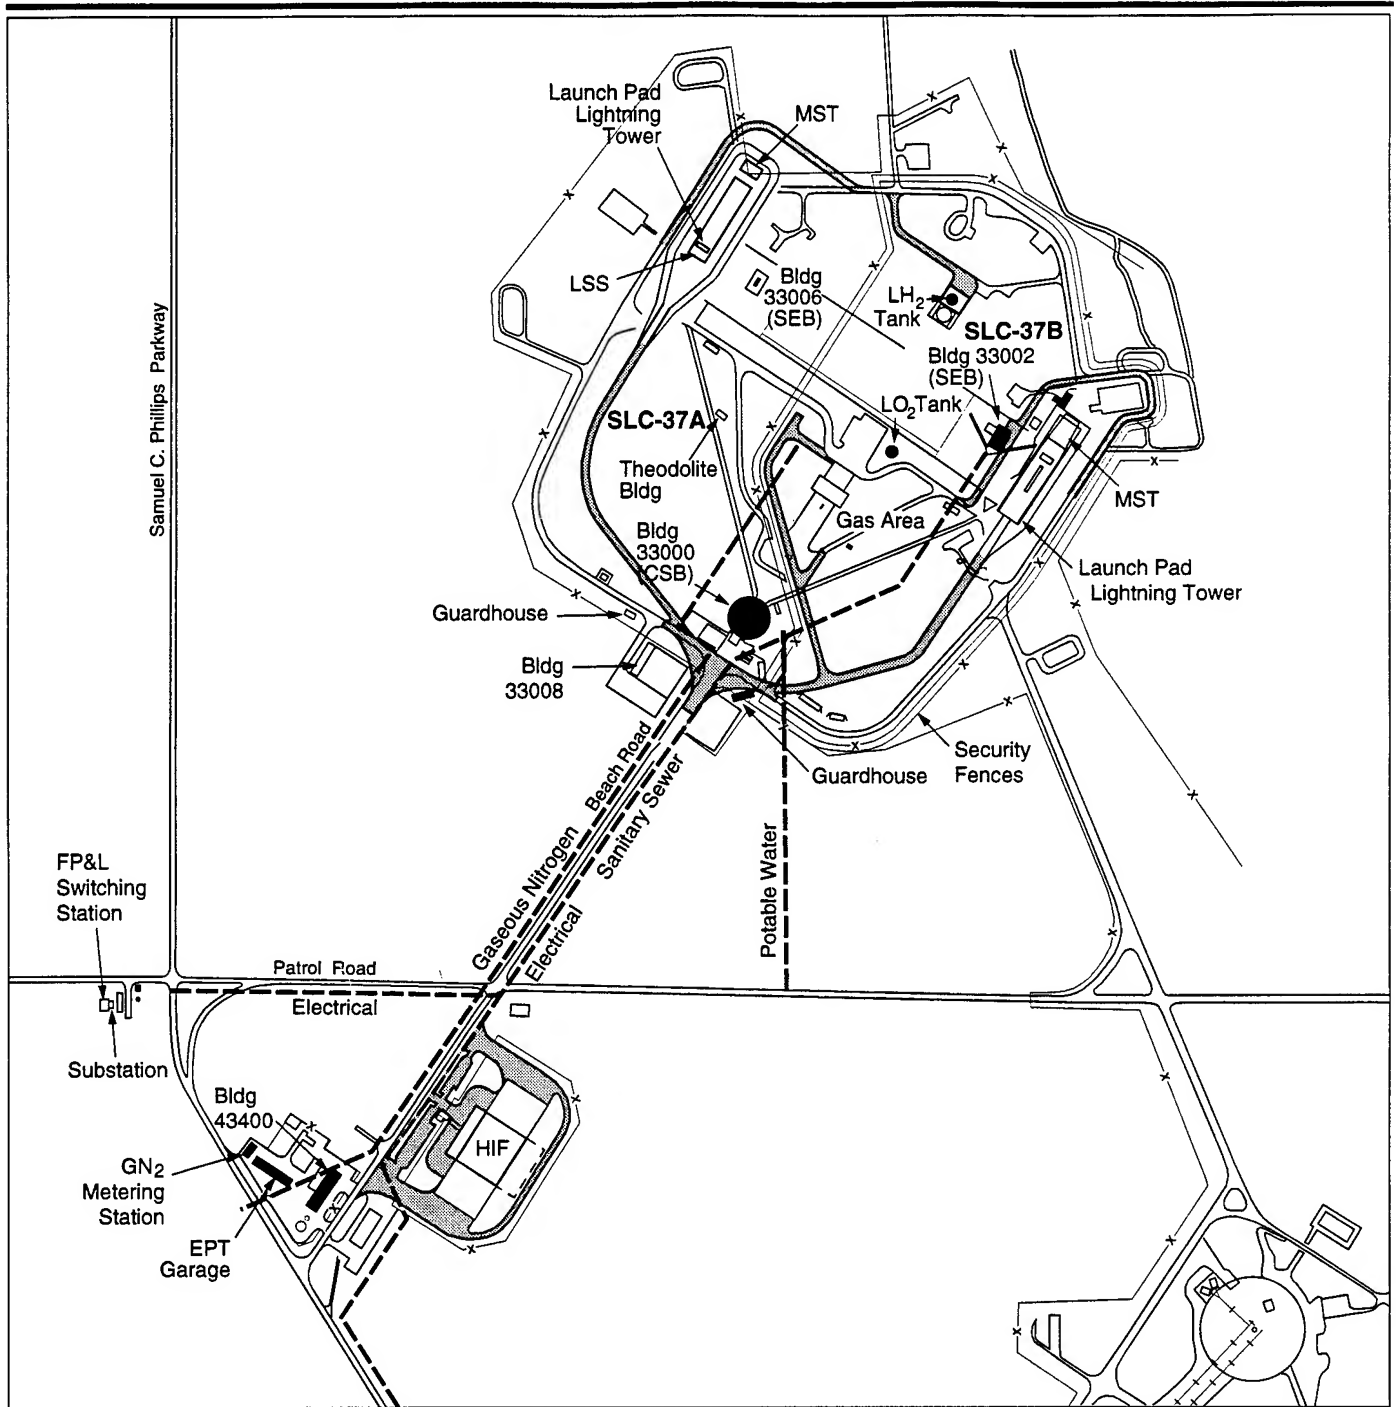 Launch Pad
Lightning
Tower
MST
LSS
Bldg
33006
(SEB)
LH2
Tank
SLC-37B
Bldg 33002
(SEB)
LO2Tank
SLC-37A
Theodolite
Bldg
MST
Gas Area
Bldg
33000
(CSB)
Launch Pad
Lightning Tower
Guardhouse
Bldg
33008
Security
Fences
Guardhouse
Samuel C. Phillips Parkway
Beach Road
Gaseous Nitrogen
Sanitary Sewer
Electrical
Potable Water
FP&L
Switching
Station
Patrol Road
Electrical
Substation
Bldg
43400
HIF
GN2
Metering
Station
EPT
Garage